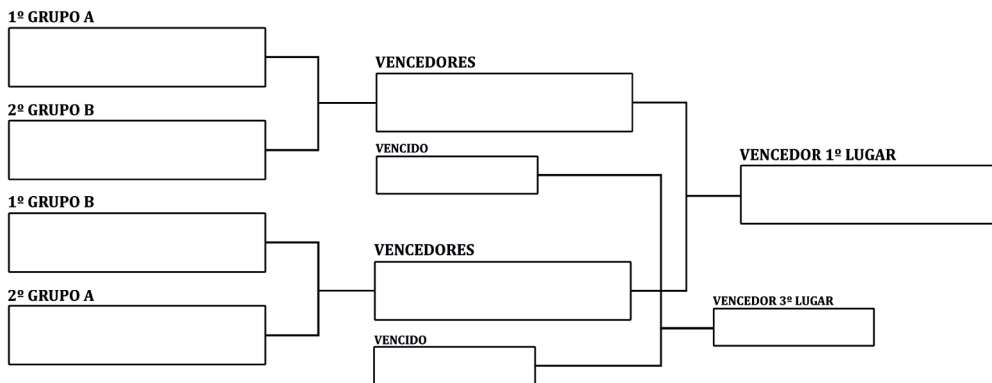 1º GRUPO A
2º GRUPO B
1º GRUPO B
2º GRUPO A
VENCEDORES
VENCIDO
VENCEDORES
VENCIDO
VENCEDOR 1º LUGAR
VENCEDOR 3º LUGAR